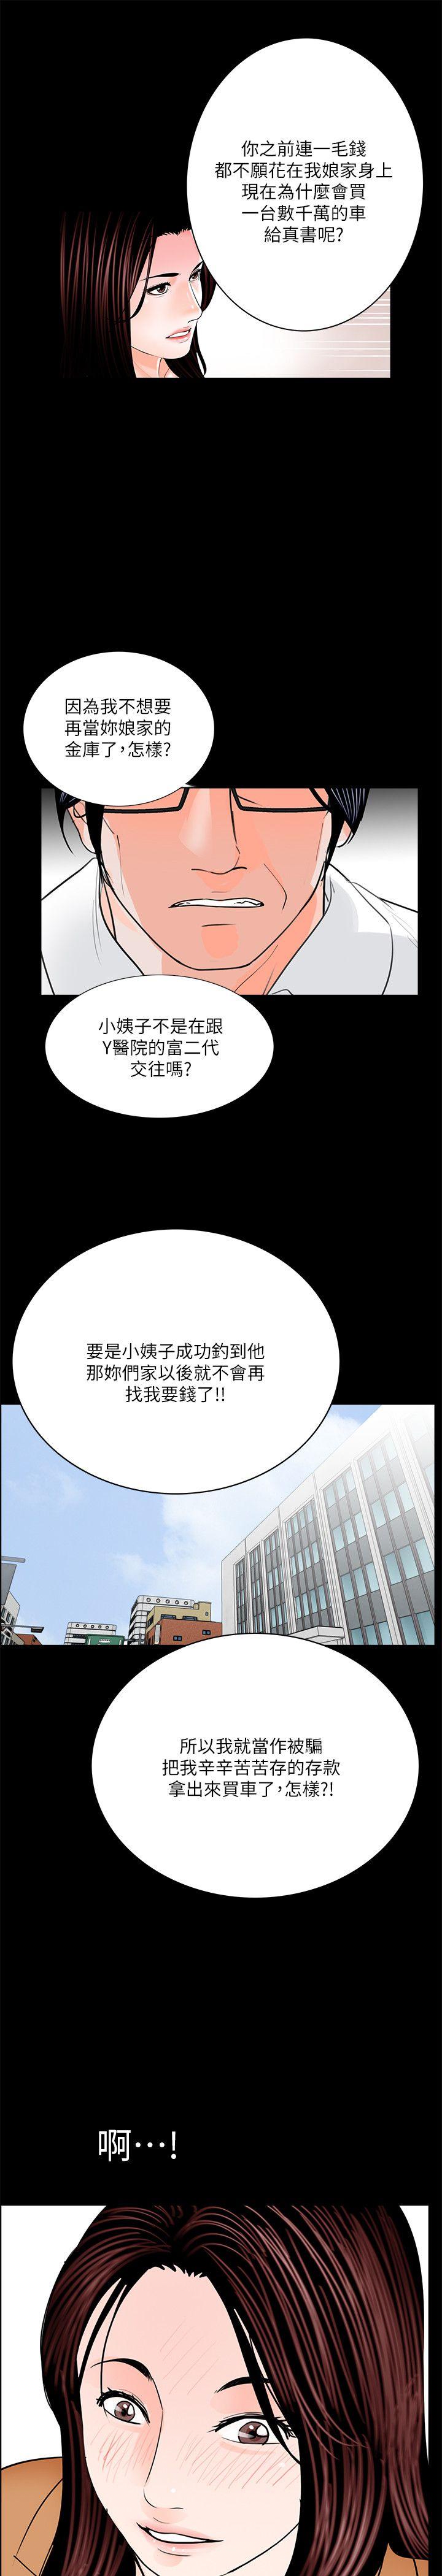 你之前連一毛錢
都不願花在我娘家身上
現在為什麼會買
一台數千萬的車
給真書呢?
因為我不想要
再當妳娘家的
金庫了,怎樣?
小姨子不是在跟
Y醫院的富二代
交往嗎?
要是小姨子成功釣到他
那妳們家以後就不會再
找我要錢了!!
所以我就當作被騙
把我辛辛苦苦存的存款
拿出來買車了,怎樣?!
啊…!